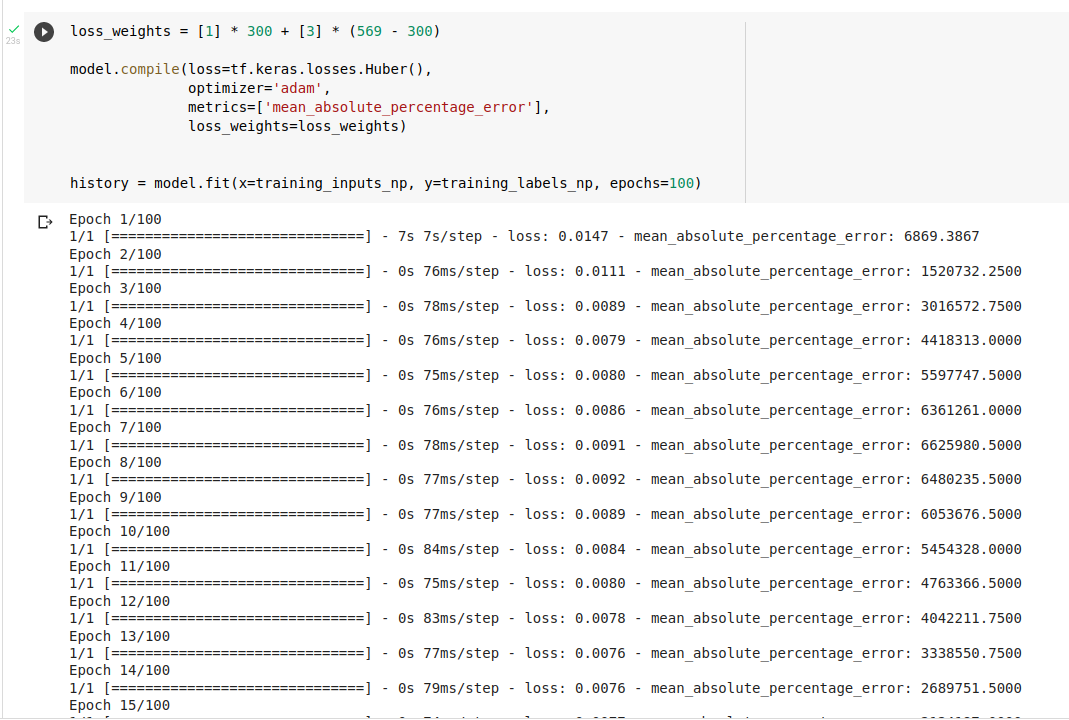 loss_weights = [1] * 300 + [3] * (569 - 300)
23s
model.compile(loss=tf.keras.losses.Huber(),
optimizer='adam',
metrics=['mean_absolute_percentage_error'],
loss_weights=loss_weights)
history = model.fit(x=training_inputs_np, y=training_labels_np, epochs=100)
Epoch 1/100
1/1 [==============================] - 7s 7s/step - loss: 0.0147 - mean_absolute_percentage_error: 6869.3867
Epoch 2/100
1/1 [==============================] - 0s 76ms/step - loss: 0.0111 - mean_absolute_percentage_error: 1520732.2500
Epoch 3/100
1/1 [==============================] - 0s 78ms/step - loss: 0.0089 - mean_absolute_percentage_error: 3016572.7500
Epoch 4/100
1/1 [==============================] - 0s 76ms/step - loss: 0.0079 - mean_absolute_percentage_error: 4418313.0000
Epoch 5/100
1/1 [==============================] - 0s 75ms/step - loss: 0.0080 - mean_absolute_percentage_error: 5597747.5000
Epoch 6/100
1/1 [==============================] - 0s 76ms/step - loss: 0.0086 - mean_absolute_percentage_error: 6361261.0000
Epoch 7/100
1/1 [==============================] - 0s 78ms/step - loss: 0.0091 - mean_absolute_percentage_error: 6625980.5000
Epoch 8/100
1/1 [==============================] - 0s 77ms/step - loss: 0.0092 - mean_absolute_percentage_error: 6480235.5000
Epoch 9/100
1/1 [==============================] - 0s 77ms/step - loss: 0.0089 - mean_absolute_percentage_error: 6053676.5000
Epoch 10/100
1/1 [==============================] - 0s 84ms/step - loss: 0.0084 - mean_absolute_percentage_error: 5454328.0000
Epoch 11/100
1/1 [==============================] - 0s 75ms/step - loss: 0.0080 - mean_absolute_percentage_error: 4763366.5000
Epoch 12/100
1/1 [==============================] - 0s 83ms/step - loss: 0.0078 - mean_absolute_percentage_error: 4042211.7500
Epoch 13/100
1/1 [==============================] - 0s 77ms/step - loss: 0.0076 - mean_absolute_percentage_error: 3338550.7500
Epoch 14/100
1/1 [==============================] - 0s 79ms/step - loss: 0.0076 - mean_absolute_percentage_error: 2689751.5000
Epoch 15/100